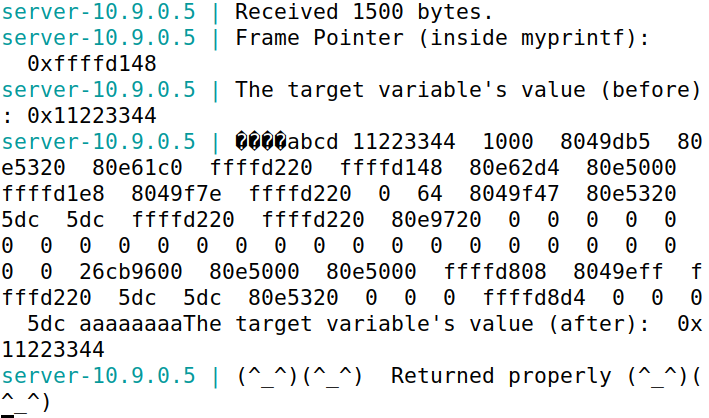 server-10.9.0.5 | Received 1500 bytes.
server-10.9.0.5 | Frame Pointer (inside myprintf):
  0xffffd148
server-10.9.0.5 | The target variable's value (before)
: 0x11223344
server-10.9.0.5 | ����abcd 11223344  1000  8049db5  80
e5320  80e61c0  ffffd220  ffffd148  80e62d4  80e5000
ffffd1e8  8049f7e  ffffd220  0  64  8049f47  80e5320
5dc  5dc  ffffd220  ffffd220  80e9720  0  0  0  0  0
0  0  0  0  0  0  0  0  0  0  0  0  0  0  0  0  0  0
0  0  26cb9600  80e5000  80e5000  ffffd808  8049eff  f
fffd220  5dc  5dc  80e5320  0  0  0  ffffd8d4  0  0  0
  5dc aaaaaaaaThe target variable's value (after):  0x
11223344
server-10.9.0.5 | (^_^)(^_^)  Returned properly (^_^)(
^_^)